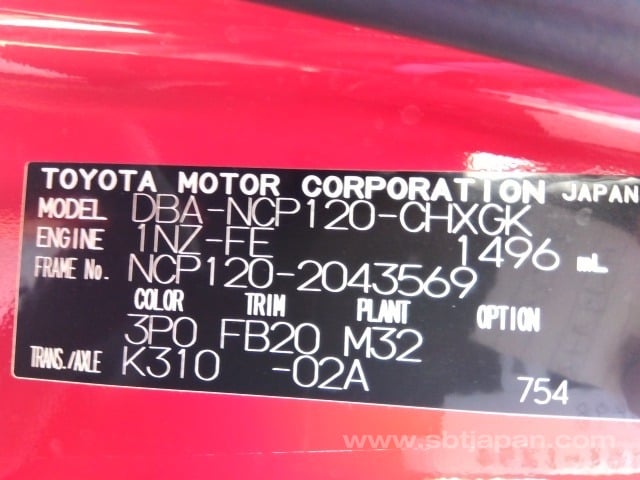 TOYOTA MOTOR CORPORATION JAPAN
MODEL DBA-NCP120-CHXGK
ENGINE 1NZ-FE 1496 mL
FRAME No. NCP120-2043569
COLOR TRIM PLANT OPTION
3P0 FB20 M32
TRANS./AXLE K310 -02A 754
www.sbtjapan.com